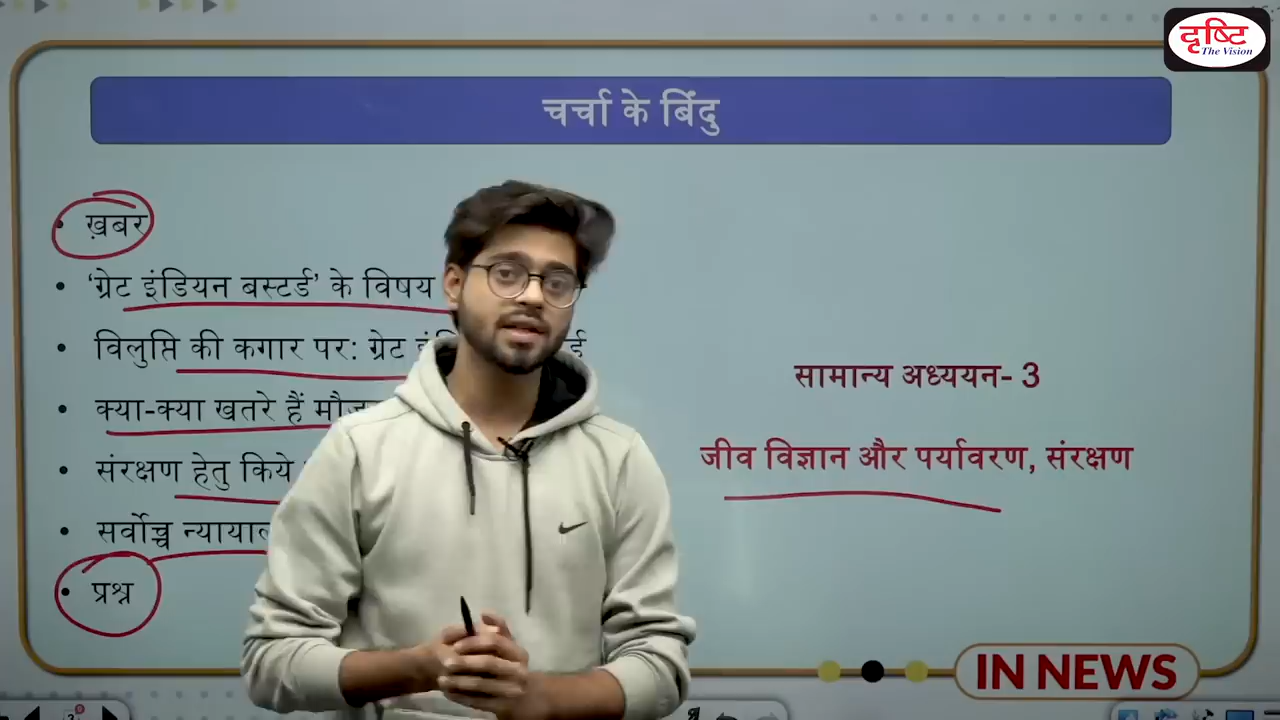 दृष्टि
The Vision
चर्चा के बिंदु
• ख़बर
• ‘ग्रेट इंडियन बस्टर्ड’ के विषय
• विलुप्ति की कगार पर: ग्रेट
• क्या-क्या खतरे हैं
• संरक्षण हेतु किये
• सर्वोच्च
• प्रश्न
सामान्य अध्ययन- 3
जीव विज्ञान और पर्यावरण, संरक्षण
IN NEWS